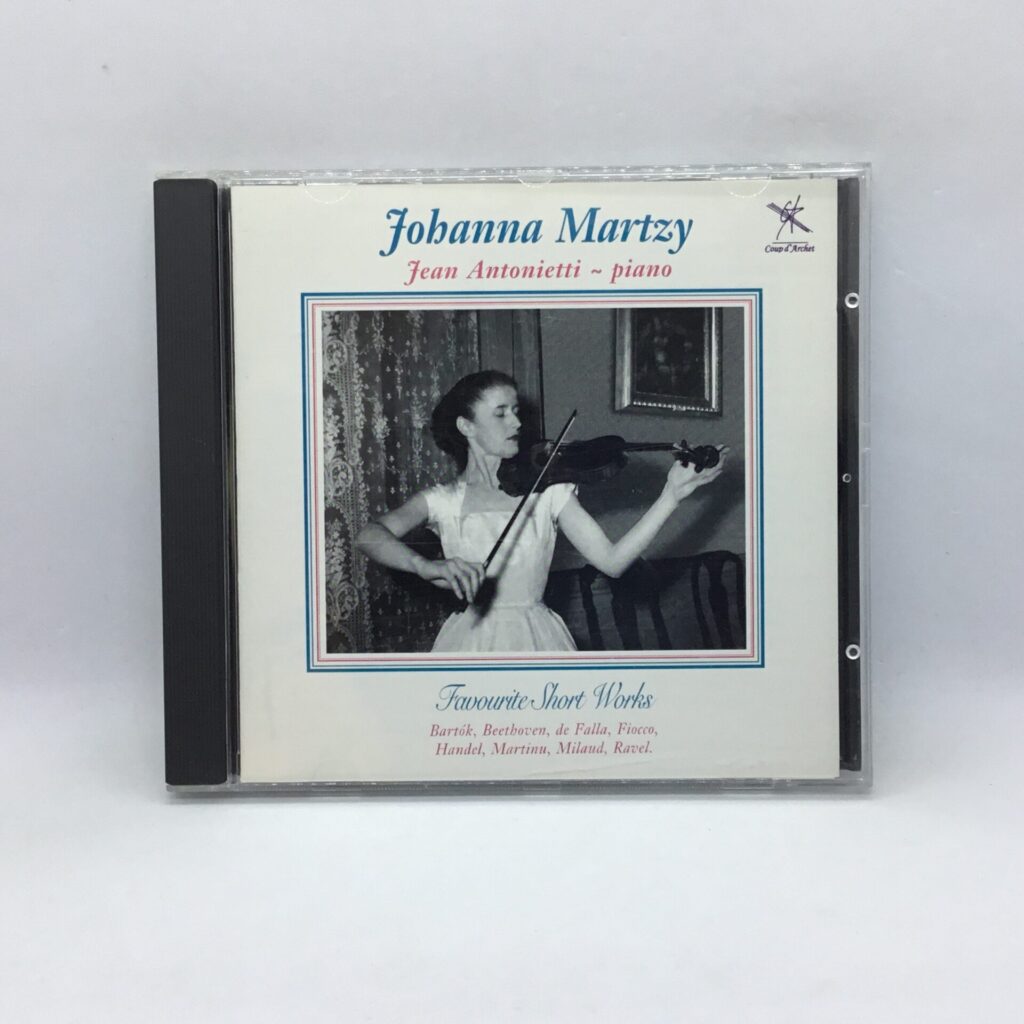 Johanna Martzy
Jean Antonietti ~ piano
Coup d'Archet
Favourite Short Works
Bartók, Beethoven, de Falla, Fiocco,
Handel, Martinu, Milaud, Ravel.